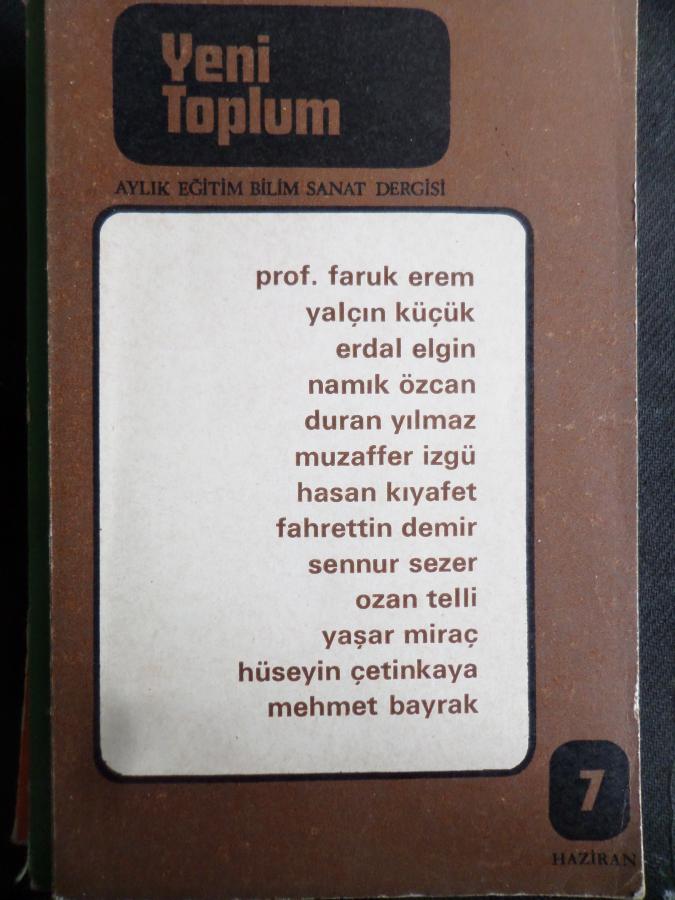 Yeni
Toplum
AYLIK EĞİTİM BİLİM SANAT DERGİSİ
prof. faruk erem
yalçın küçük
erdal elgin
namık özcan
duran yılmaz
muzaffer izgü
hasan kıyafet
fahrettin demir
sennur sezer
ozan telli
yaşar miraç
hüseyin çetinkaya
mehmet bayrak
7
HAZİRAN